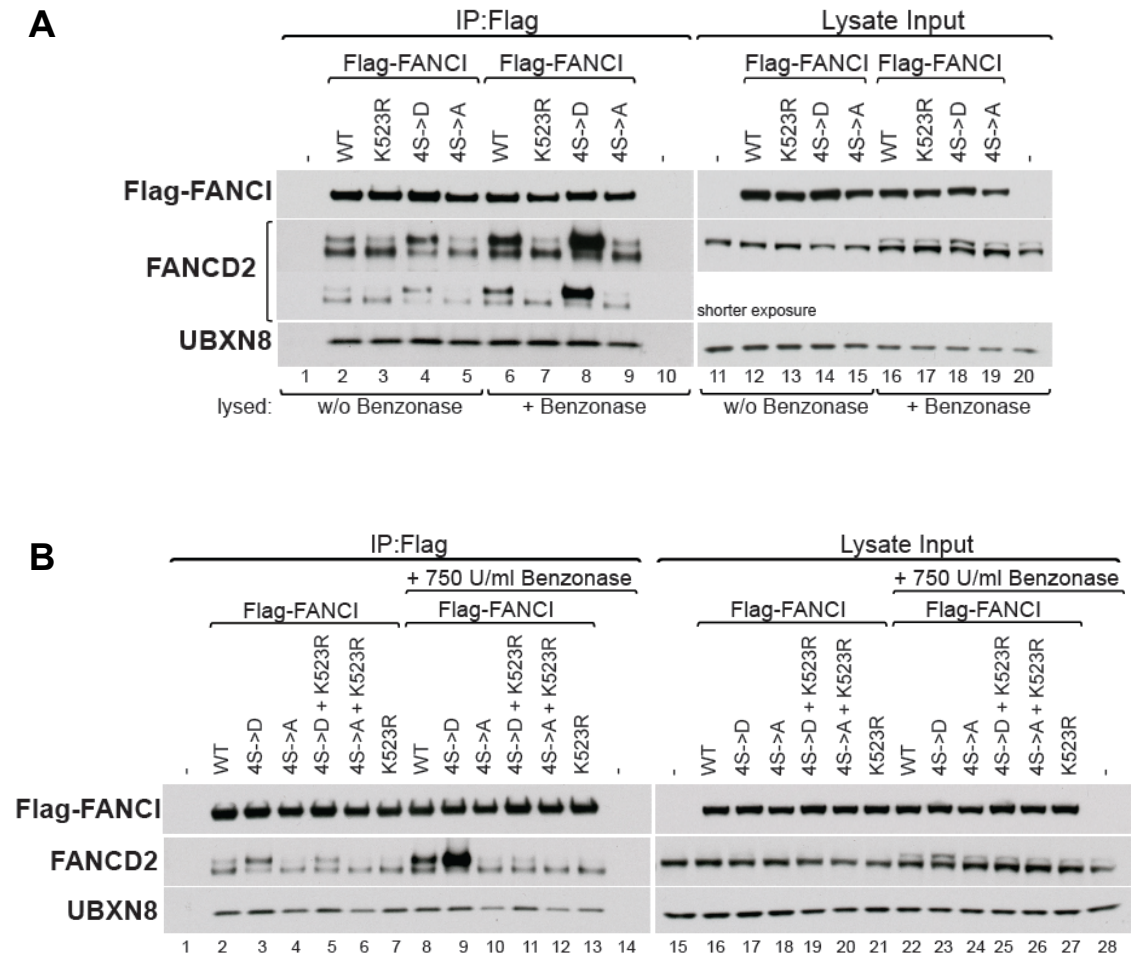 A
IP:Flag Lysate Input
Flag-FANCI Flag-FANCI Flag-FANCI Flag-FANCI
- WT K523R 4S->D 4S->A WT K523R 4S->D 4S->A - - WT K523R 4S->D 4S->A WT K523R 4S->D 4S->A -
Flag-FANCI
FANCD2
shorter exposure
UBXN8
1 2 3 4 5 6 7 8 9 10 11 12 13 14 15 16 17 18 19 20
lysed: w/o Benzonase + Benzonase w/o Benzonase + Benzonase
B
IP:Flag Lysate Input
+ 750 U/ml Benzonase + 750 U/ml Benzonase
Flag-FANCI Flag-FANCI Flag-FANCI Flag-FANCI
- WT 4S->D 4S->A 4S->D + K523R 4S->A + K523R K523R WT 4S->D 4S->A 4S->D + K523R 4S->A + K523R K523R - - WT 4S->D 4S->A 4S->D + K523R 4S->A + K523R K523R WT 4S->D 4S->A 4S->D + K523R 4S->A + K523R K523R -
Flag-FANCI
FANCD2
UBXN8
1 2 3 4 5 6 7 8 9 10 11 12 13 14 15 16 17 18 19 20 21 22 23 24 25 26 27 28